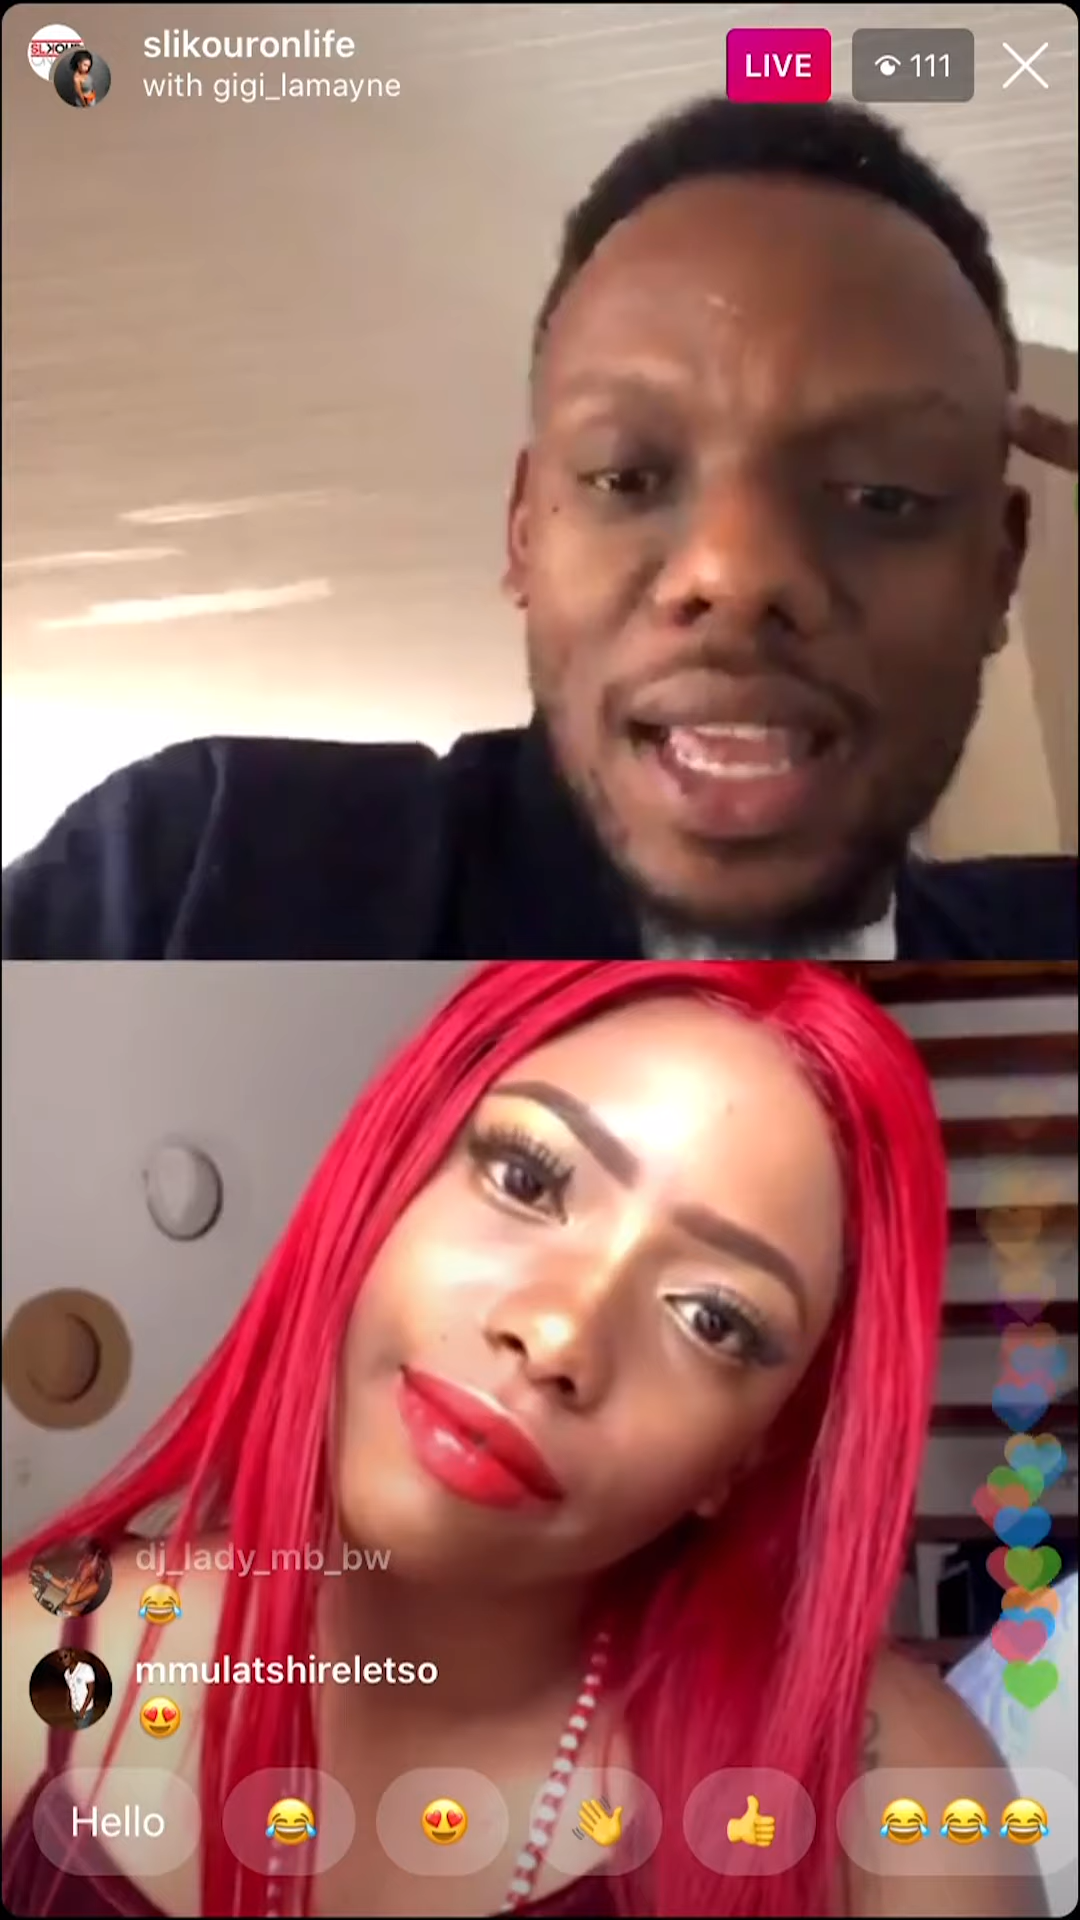 slikouronlife
with gigi_lamayne
LIVE
111
dj_lady_mb_bw
😂
mmulatshireletso
😍
Hello 😂 😍 👋 👍 😂 😂 😂